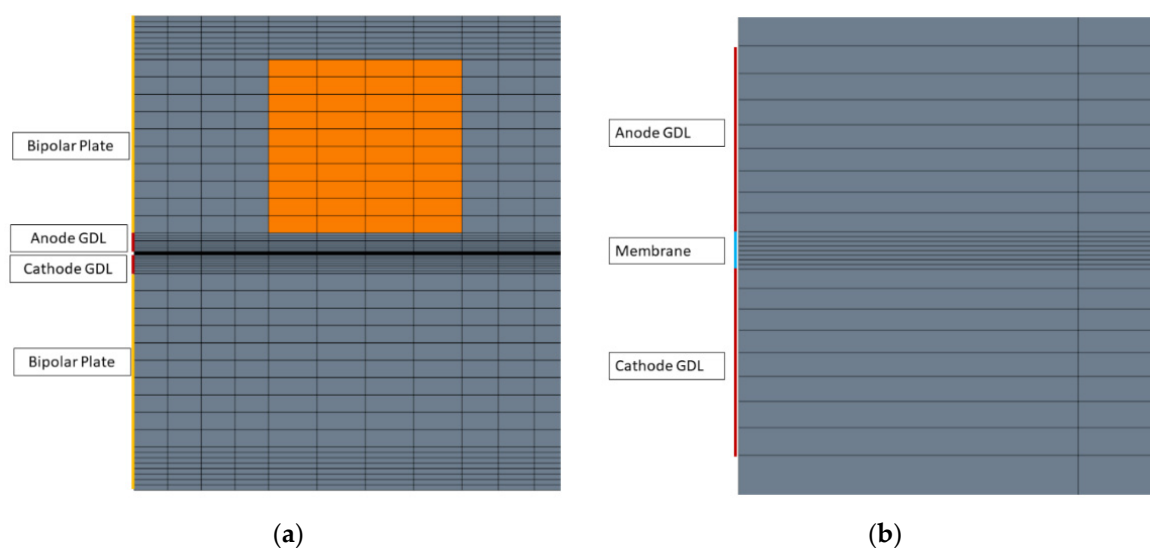 Bipolar Plate
Anode GDL
Cathode GDL
Bipolar Plate
Anode GDL
Membrane
Cathode GDL
(a)
(b)